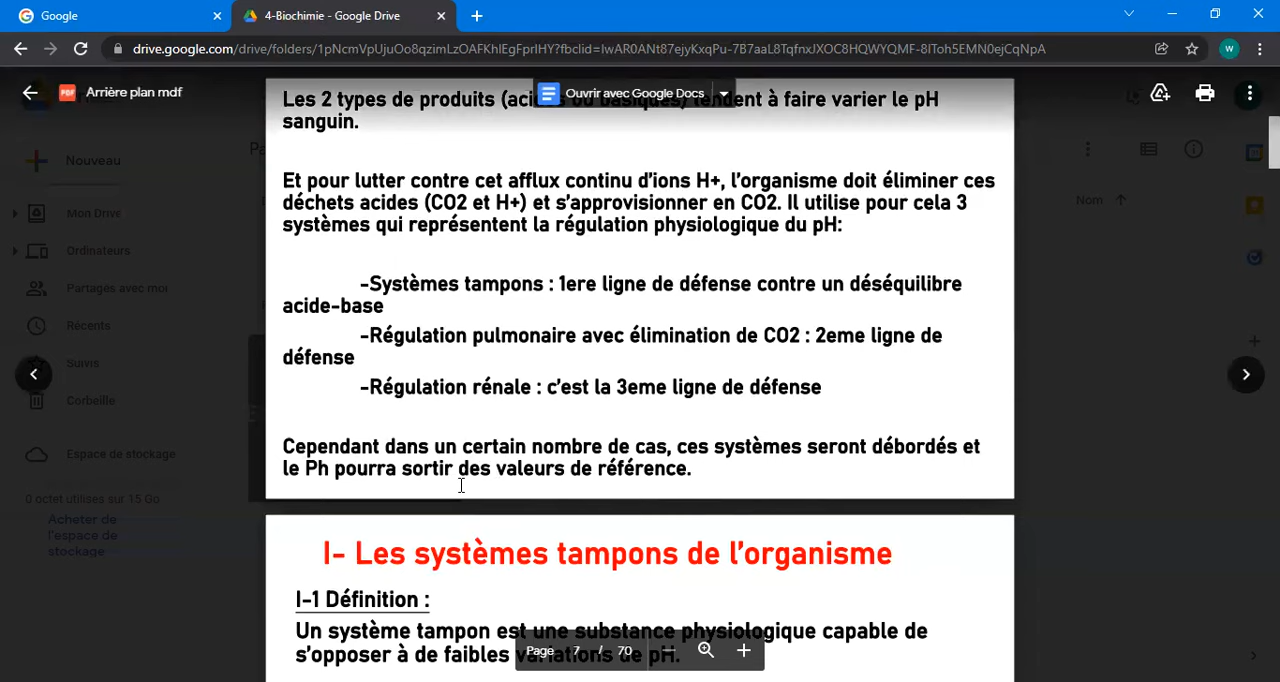 Google
4-Biochimie - Google Drive
drive.google.com/drive/folders/1pNcmVpUjuOo8qzimLzOAFKhIEgFprIHY?fbclid=IwAR0ANt87ejyKxqPu-7B7aaL8TqfnxJXOC8HQWYQMF-8IToh5EMN0ejCqNpA
W
PDF
Arrière plan mdf
Ouvrir avec Google Docs
Nouveau
Mon Drive
Ordinateurs
Partagés avec moi
Récents
Suivis
Corbeille
Espace de stockage
0 octet utilisés sur 15 Go
Acheter de
l'espace de
stockage
Nom
Les 2 types de produits (acides ou basiques) tendent à faire varier le pH
sanguin.
Et pour lutter contre cet afflux continu d'ions H+, l'organisme doit éliminer ces
déchets acides (CO2 et H+) et s'approvisionner en CO2. Il utilise pour cela 3
systèmes qui représentent la régulation physiologique du pH:
-Systèmes tampons : 1ere ligne de défense contre un déséquilibre
acide-base
-Régulation pulmonaire avec élimination de CO2 : 2eme ligne de
défense
-Régulation rénale : c'est la 3eme ligne de défense
Cependant dans un certain nombre de cas, ces systèmes seront débordés et
le Ph pourra sortir des valeurs de référence.
I- Les systèmes tampons de l'organisme
I-1 Définition :
Un système tampon est une substance physiologique capable de
s'opposer à de faibles variations de pH.
Page 7 / 70